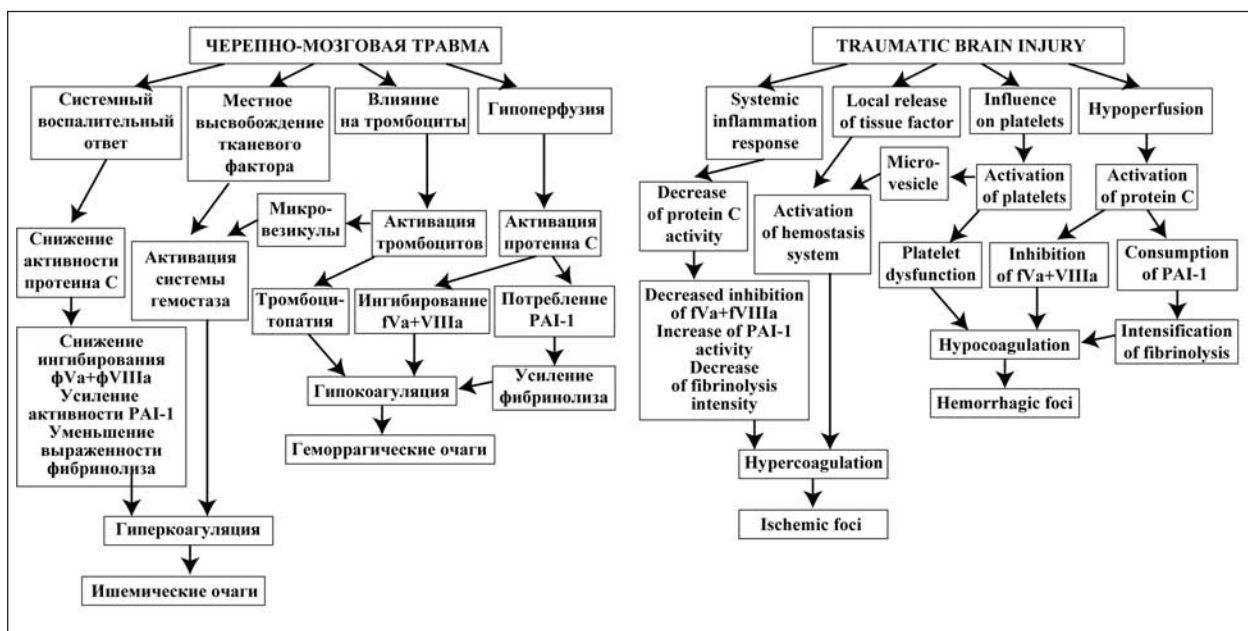 ЧЕРЕПНО-МОЗГОВАЯ ТРАВМА
Системный
воспалительный
ответ
Местное
высвобождение
тканевого
фактора
Влияние
на тромбоциты
Гипоперфузия
Микро-
везикулы
Активация
тромбоцитов
Активация
протеина С
Снижение
активности
протеина С
Активация
системы
гемостаза
Тромбоци-
топатия
Ингибирование
fVa+VIIIa
Потребление
PAI-1
Снижение
ингибирования
фVa+фVIIIa
Усиление
активности PAI-1
Уменьшение
выраженности
фибринолиза
Гипокоагуляция
Усиление
фибринолиза
Геморрагические очаги
Гиперкоагуляция
Ишемические очаги
TRAUMATIC BRAIN INJURY
Systemic
inflammation
response
Local release
of tissue factor
Influence
on platelets
Hypoperfusion
Micro-
vesicle
Activation
of platelets
Activation
of protein C
Decrease
of protein C
activity
Activation
of hemostasis
system
Platelet
dysfunction
Inhibition
of fVa+VIIIa
Consumption
of PAI-1
Decreased inhibition
of fVa+fVIIIa
Increase of PAI-1
activity
Decrease
of fibrinolysis
intensity
Hypocoagulation
Intensification
of fibrinolysis
Hemorrhagic foci
Hypercoagulation
Ischemic foci